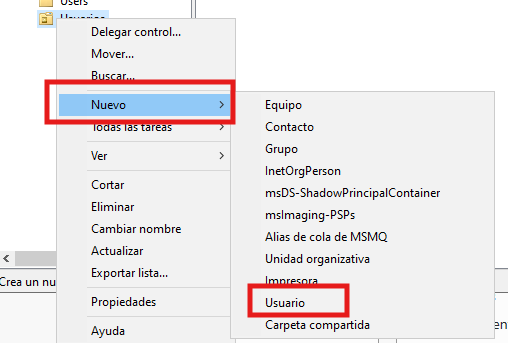 Users
Usuarios
Delegar control...
Mover...
Buscar...
Nuevo
Todas las tareas
Ver
Cortar
Eliminar
Cambiar nombre
Actualizar
Exportar lista...
Propiedades
Ayuda
Equipo
Contacto
Grupo
InetOrgPerson
msDS-ShadowPrincipalContainer
msImaging-PSPs
Alias de cola de MSMQ
Unidad organizativa
Impresora
Usuario
Carpeta compartida
Crea un nu